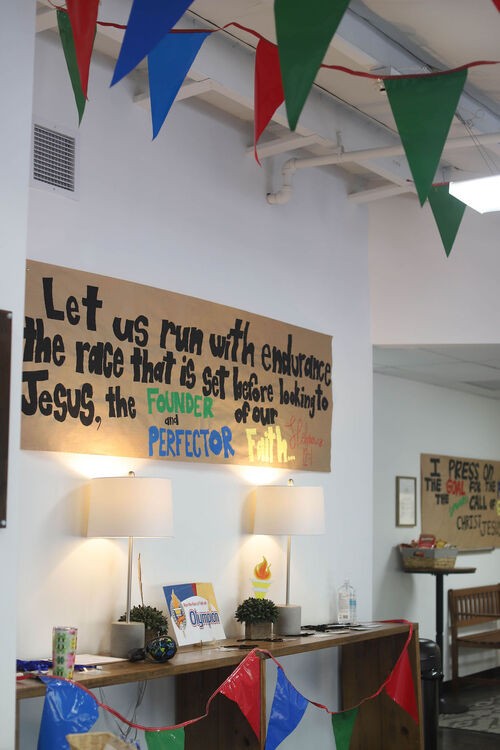 Let us run with endurance
the race that is set before looking to
Jesus, the FOUNDER of our
and
PERFECTOR Faith...
I PRESS ON
THE GOAL FOR THE
THE CALL OF
CHRIST JESUS
Olympian